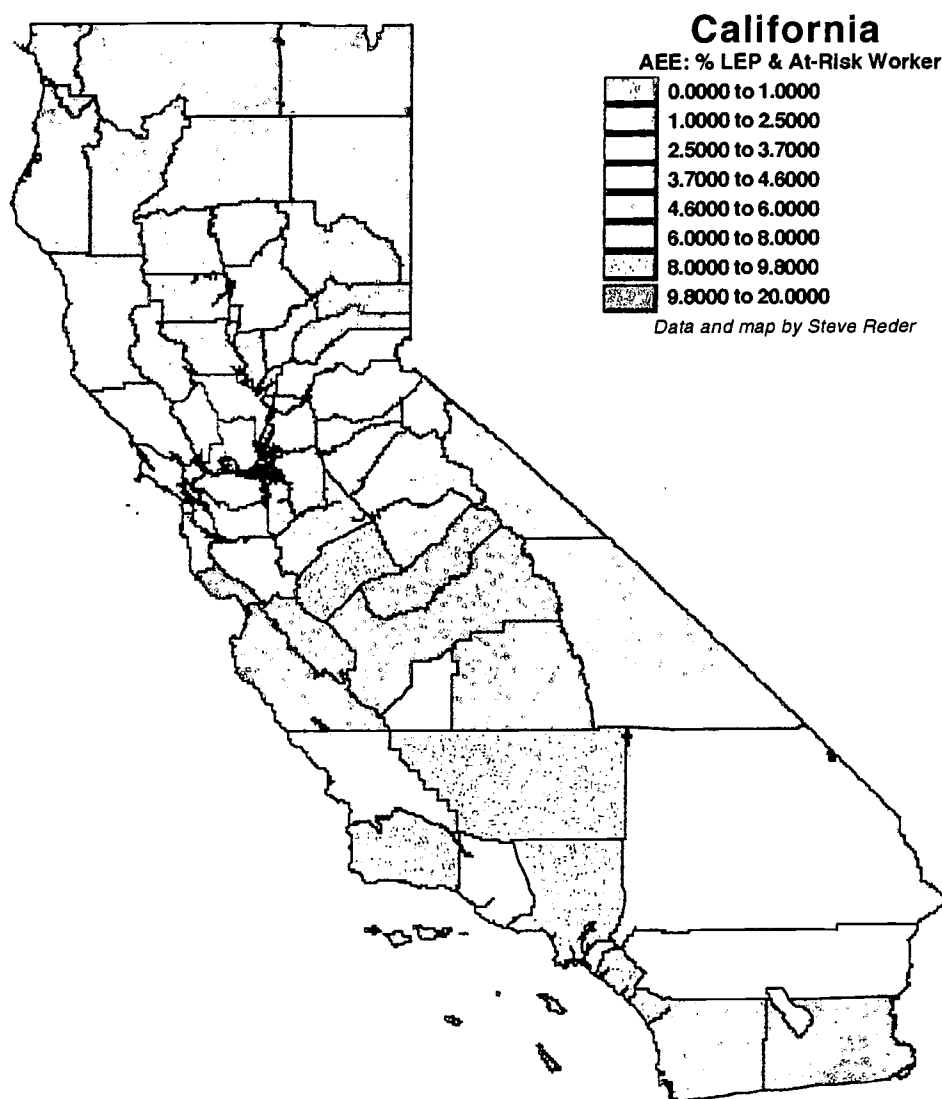 California
AEE: % LEP & At-Risk Worker
0.0000 to 1.0000
1.0000 to 2.5000
2.5000 to 3.7000
3.7000 to 4.6000
4.6000 to 6.0000
6.0000 to 8.0000
8.0000 to 9.8000
9.8000 to 20.0000
Data and map by Steve Reder